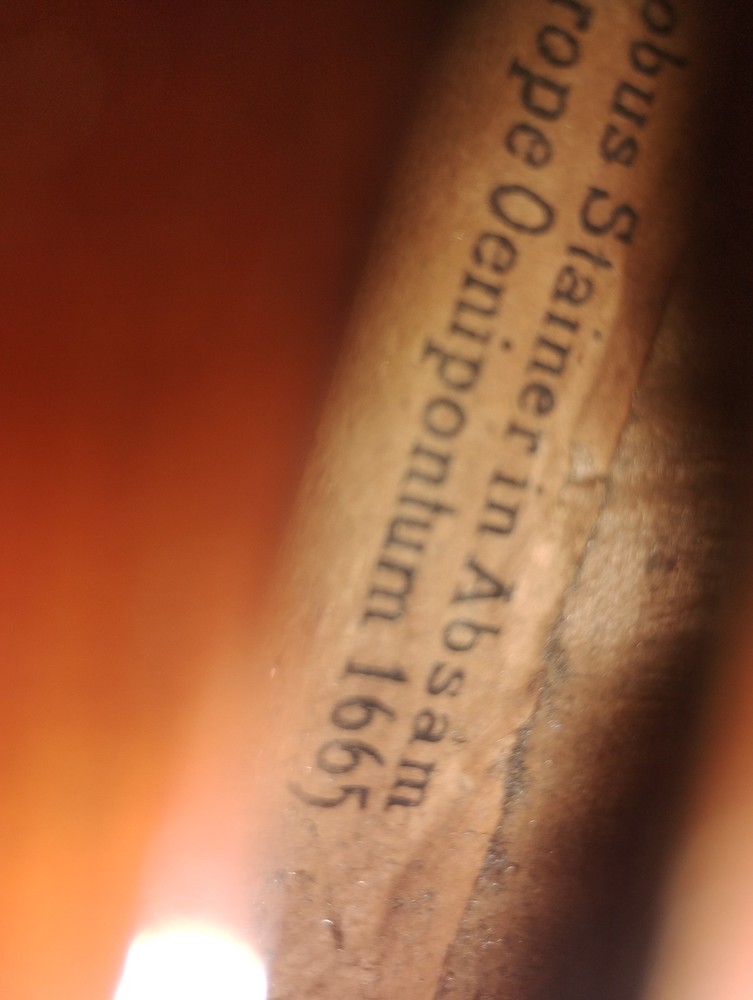 obus Stainer in Absam
rope Oenipontum 1665